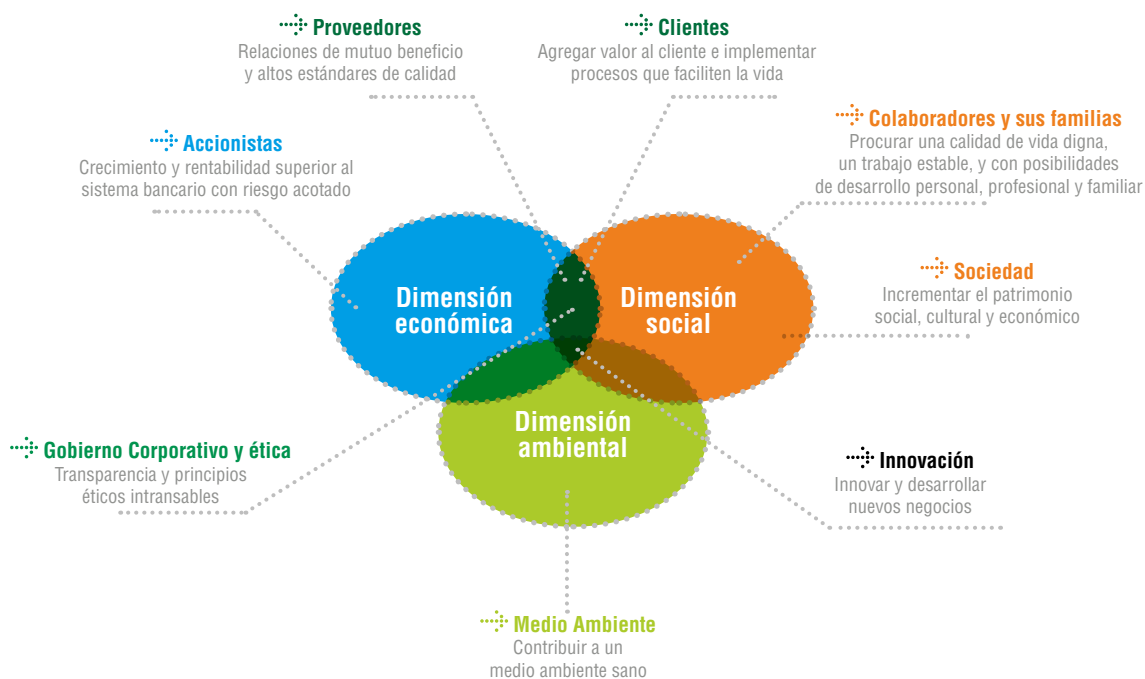 Proveedores
Relaciones de mutuo beneficio
y altos estándares de calidad
Clientes
Agregar valor al cliente e implementar
procesos que faciliten la vida
Colaboradores y sus familias
Procurar una calidad de vida digna,
un trabajo estable, y con posibilidades
de desarrollo personal, profesional y familiar
Accionistas
Crecimiento y rentabilidad superior al
sistema bancario con riesgo acotado
Sociedad
Incrementar el patrimonio
social, cultural y económico
Dimensión
económica
Dimensión
social
Dimensión
ambiental
Gobierno Corporativo y ética
Transparencia y principios
éticos intransables
Innovación
Innovar y desarrollar
nuevos negocios
Medio Ambiente
Contribuir a un
medio ambiente sano